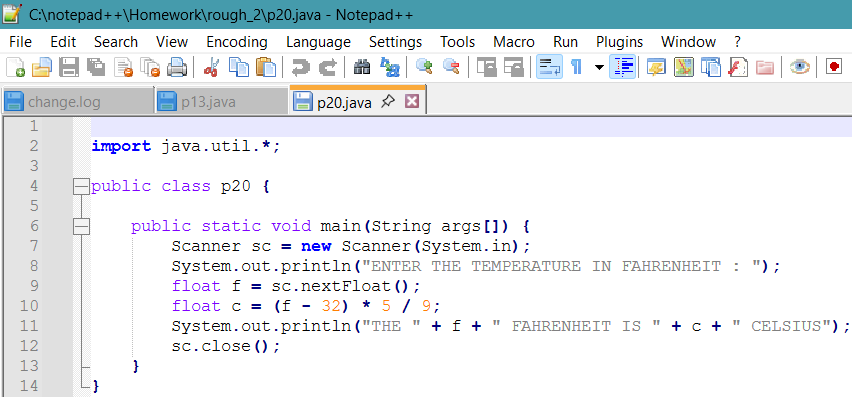 C:\notepad++\Homework\rough_2\p20.java - Notepad++
File Edit Search View Encoding Language Settings Tools Macro Run Plugins Window ?
change.log p13.java p20.java
1
2 import java.util.*;
3
4 public class p20 {
5
6 public static void main(String args[]) {
7 Scanner sc = new Scanner(System.in);
8 System.out.println("ENTER THE TEMPERATURE IN FAHRENHEIT : ");
9 float f = sc.nextFloat();
10 float c = (f - 32) * 5 / 9;
11 System.out.println("THE " + f + " FAHRENHEIT IS " + c + " CELSIUS");
12 sc.close();
13 }
14 }